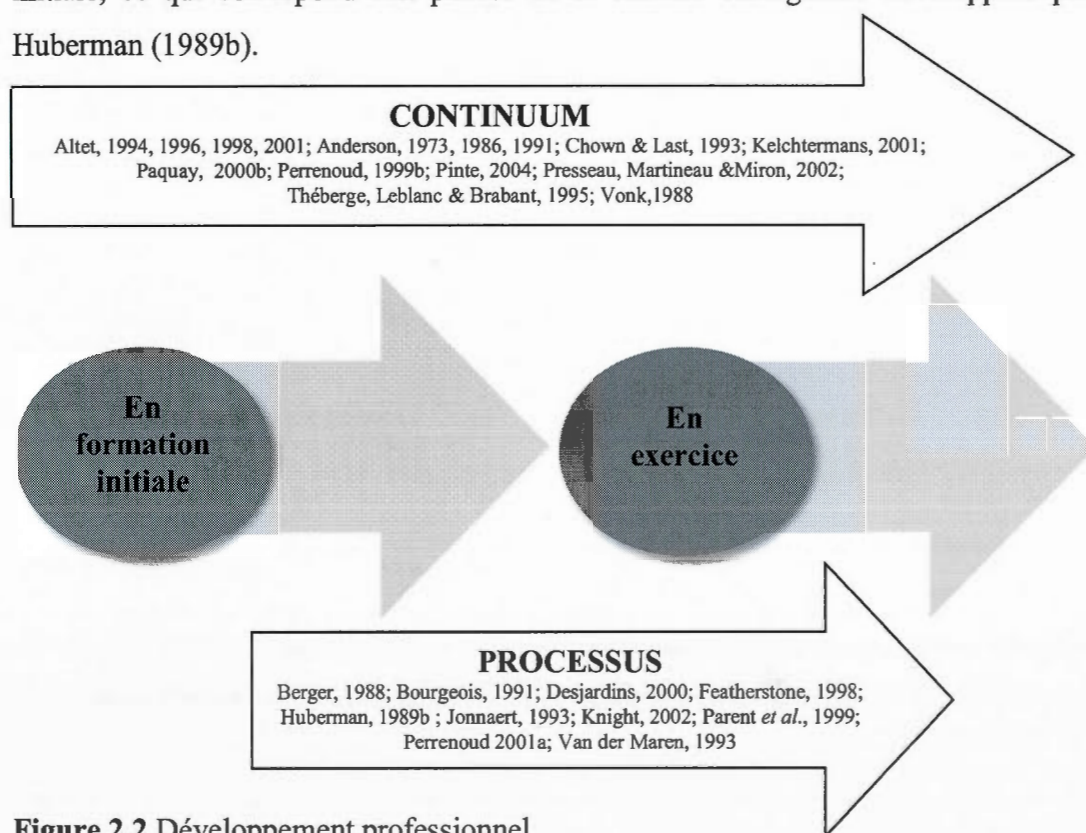 Huberman (1989b).
CONTINUUM
Altet, 1994, 1996, 1998, 2001; Anderson, 1973, 1986, 1991; Chown & Last, 1993; Kelchtermans, 2001;
Paquay, 2000b; Perrenoud, 1999b; Pinte, 2004; Presseau, Martineau &Miron, 2002;
Théberge, Leblanc & Brabant, 1995; Vonk,1988
En
formation
initiale
En
exercice
PROCESSUS
Berger, 1988; Bourgeois, 1991; Desjardins, 2000; Featherstone, 1998;
Huberman, 1989b ; Jonnaert, 1993; Knight, 2002; Parent et al., 1999;
Perrenoud 2001a; Van der Maren, 1993
Figure 2.2 Développement professionnel